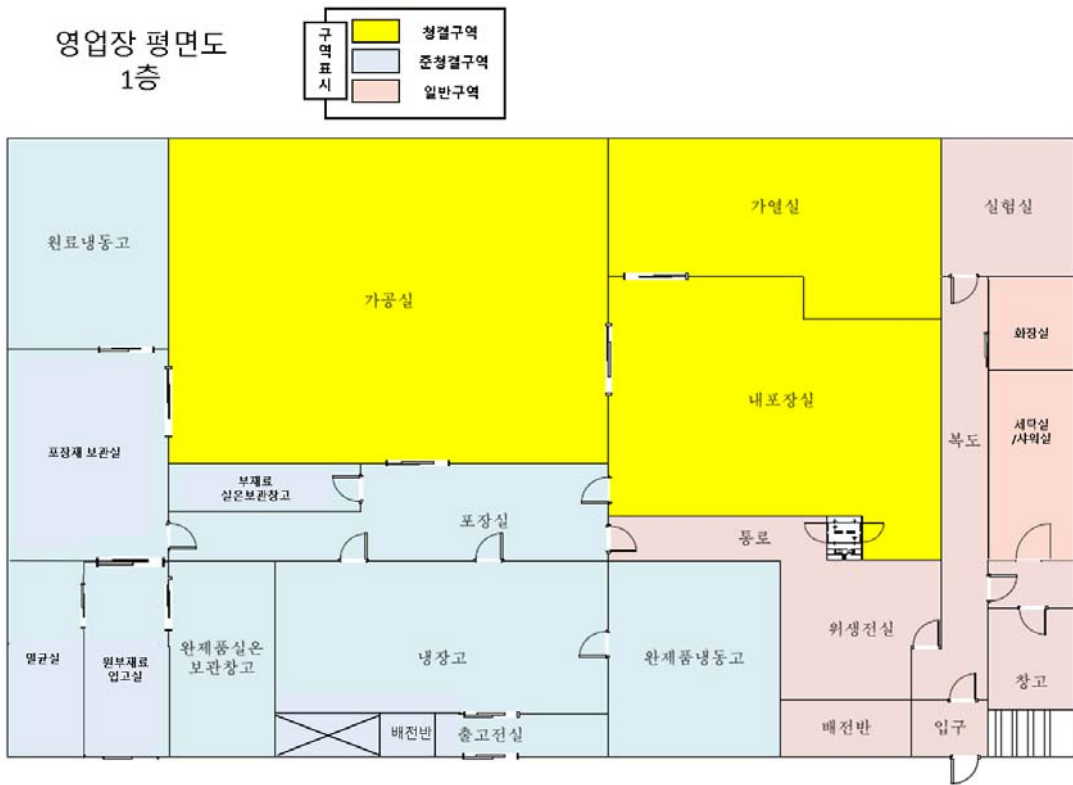 영업장 평면도
1층
구역표시
청결구역
준청결구역
일반구역
원료냉동고
가공실
가열실
실험실
화장실
내포장실
세탁실
/샤워실
복도
포장재 보관실
부재료
실온보관창고
포장실
통로
멸균실
원부재료
입고실
완제품실온
보관창고
냉장고
완제품냉동고
위생전실
창고
배전반
출고전실
배전반
입구